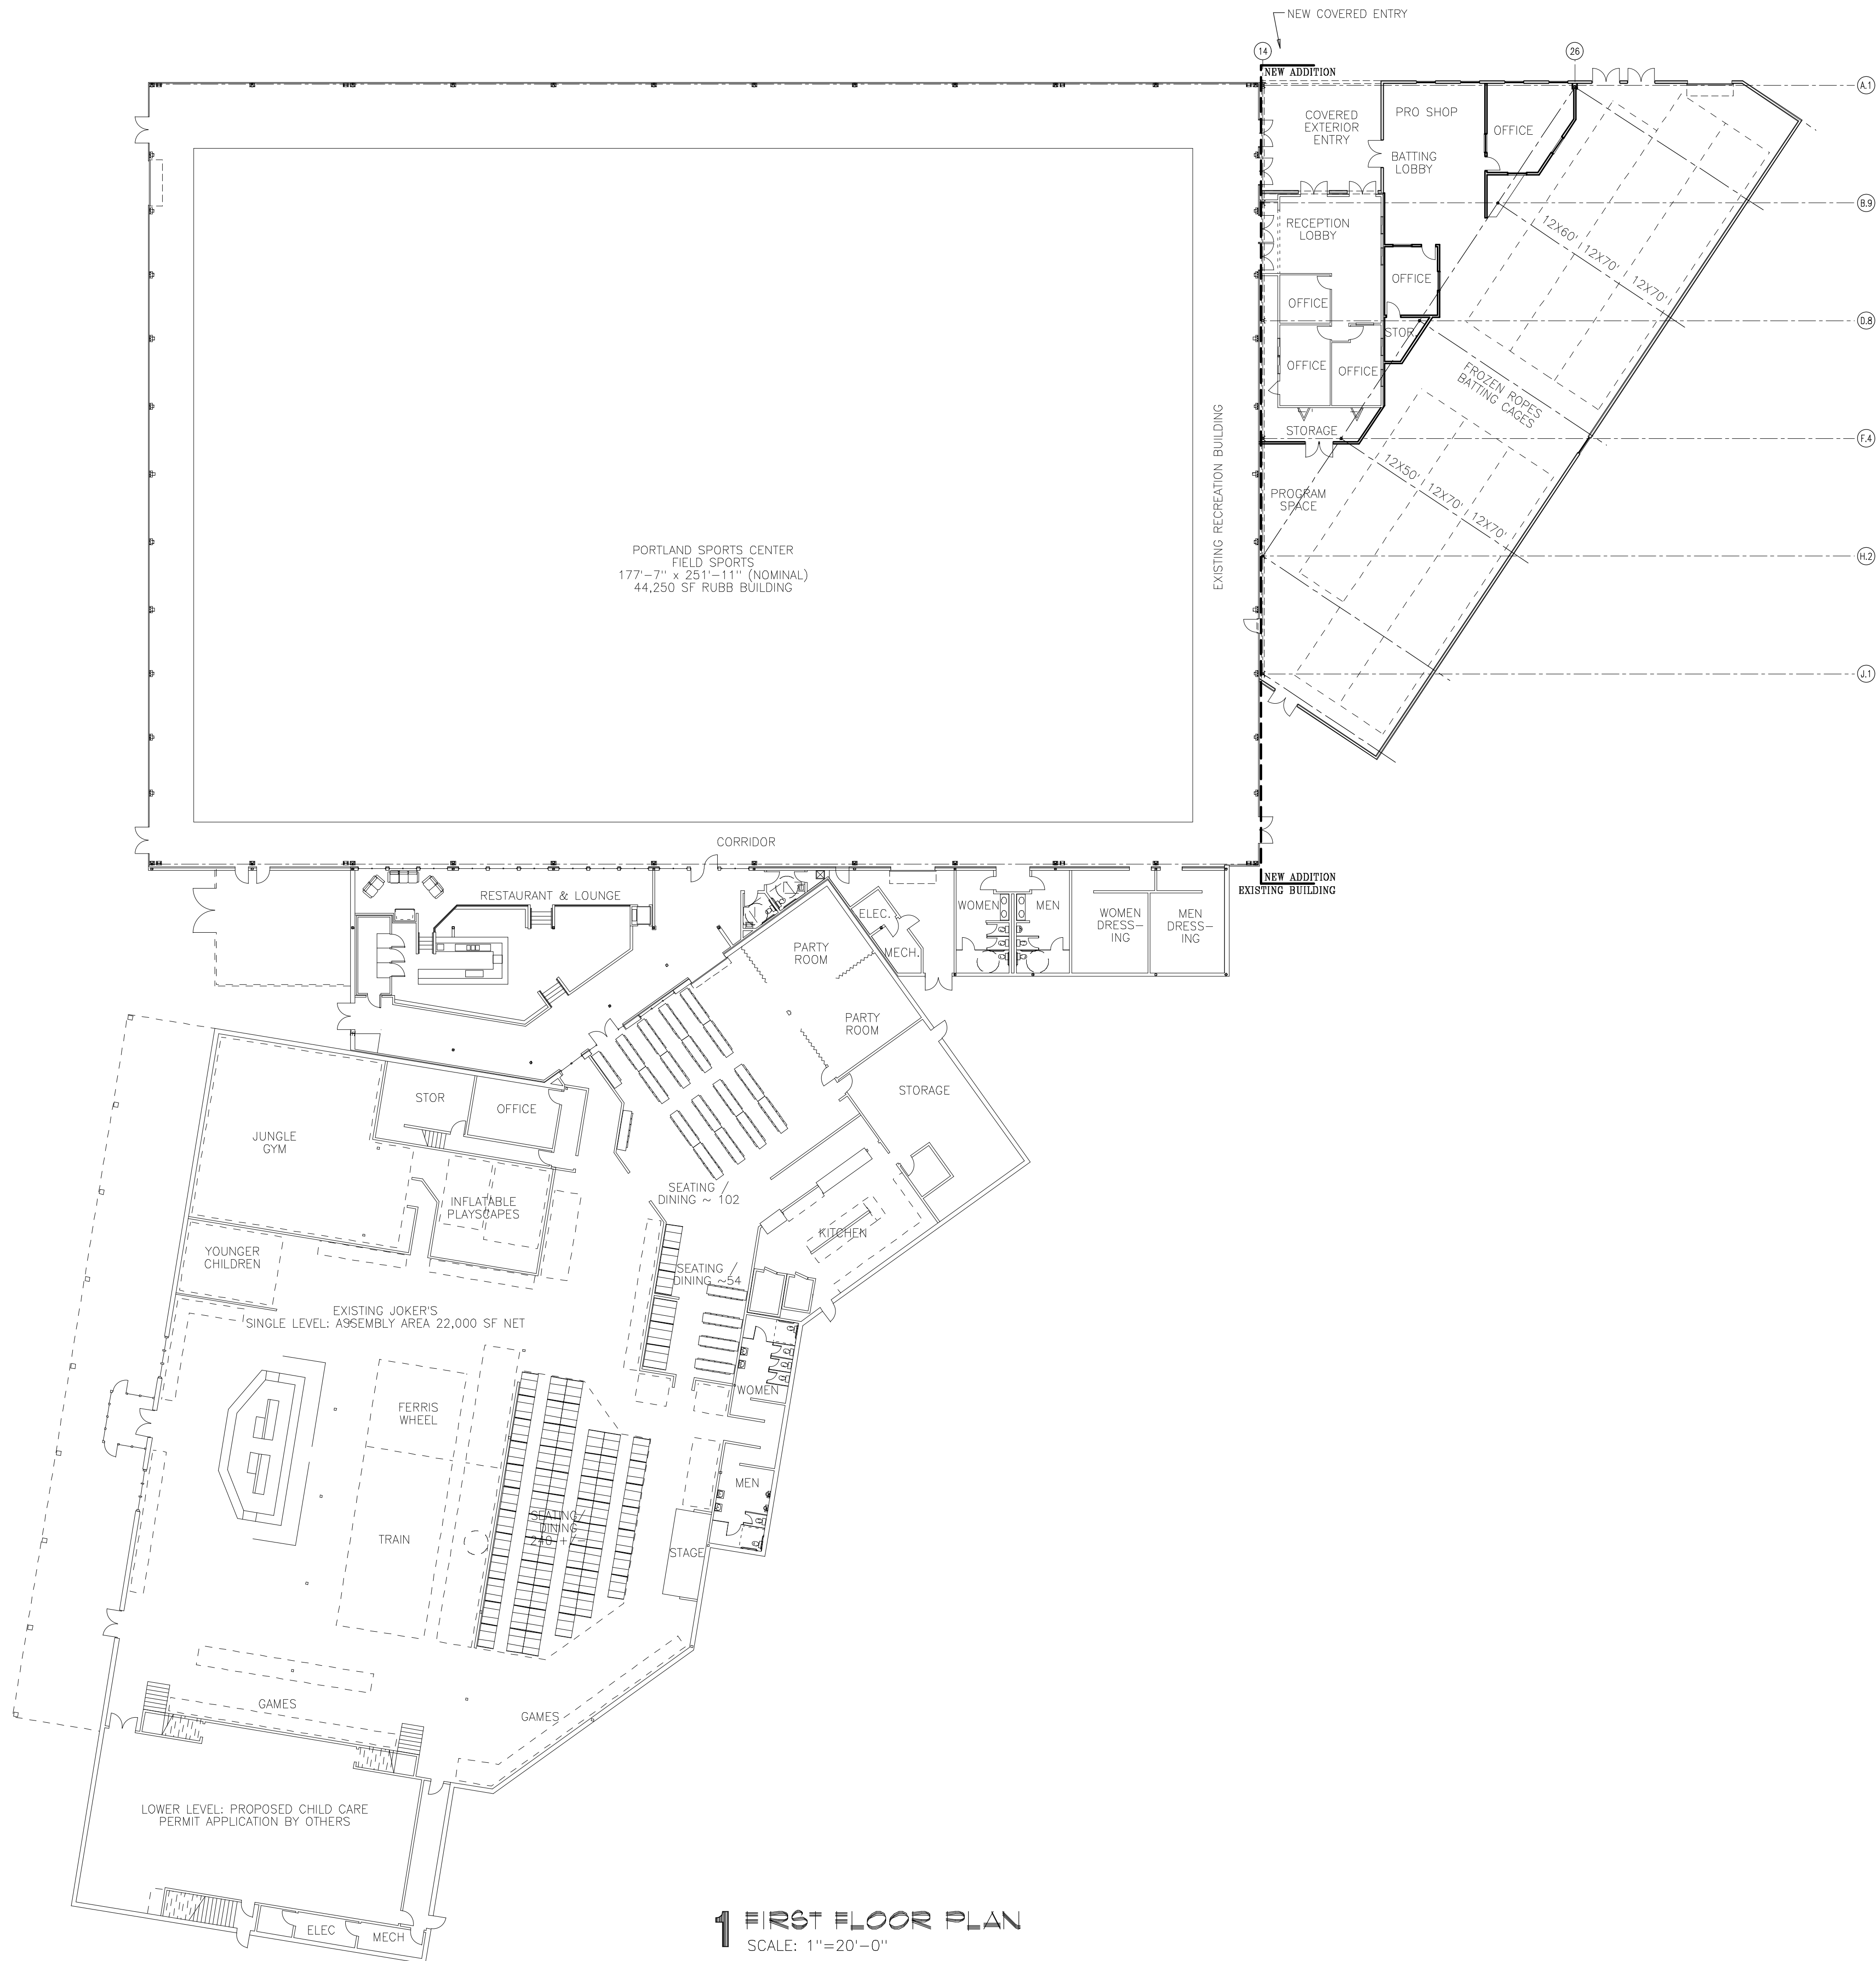 NEW COVERED ENTRY
14
26
NEW ADDITION
A.1
COVERED
EXTERIOR
ENTRY
PRO SHOP
OFFICE
BATTING
LOBBY
B.9
RECEPTION
LOBBY
12X60'
12X70'
12X70'
OFFICE
OFFICE
D.8
STOR.
OFFICE
OFFICE
FROZEN ROPES
BATTING CAGES
STORAGE
F.4
EXISTING RECREATION BUILDING
12X50'
12X70'
12X70'
PROGRAM
SPACE
PORTLAND SPORTS CENTER
FIELD SPORTS
177'-7" x 251'-11" (NOMINAL)
44,250 SF RUBB BUILDING
H.2
J.1
CORRIDOR
NEW ADDITION
EXISTING BUILDING
RESTAURANT & LOUNGE
WOMEN
MEN
ELEC.
WOMEN
DRESS-
ING
MEN
DRESS-
ING
PARTY
ROOM
MECH.
PARTY
ROOM
STORAGE
STOR
OFFICE
JUNGLE
GYM
SEATING /
DINING ~ 102
INFLATABLE
PLAYSCAPES
KITCHEN
YOUNGER
CHILDREN
SEATING /
DINING ~54
EXISTING JOKER'S
SINGLE LEVEL: ASSEMBLY AREA 22,000 SF NET
WOMEN
FERRIS
WHEEL
MEN
SEATING/
DINING
240 +/-
TRAIN
STAGE
GAMES
GAMES
LOWER LEVEL: PROPOSED CHILD CARE
PERMIT APPLICATION BY OTHERS
ELEC
MECH
1 FIRST FLOOR PLAN
SCALE: 1"=20'-0"